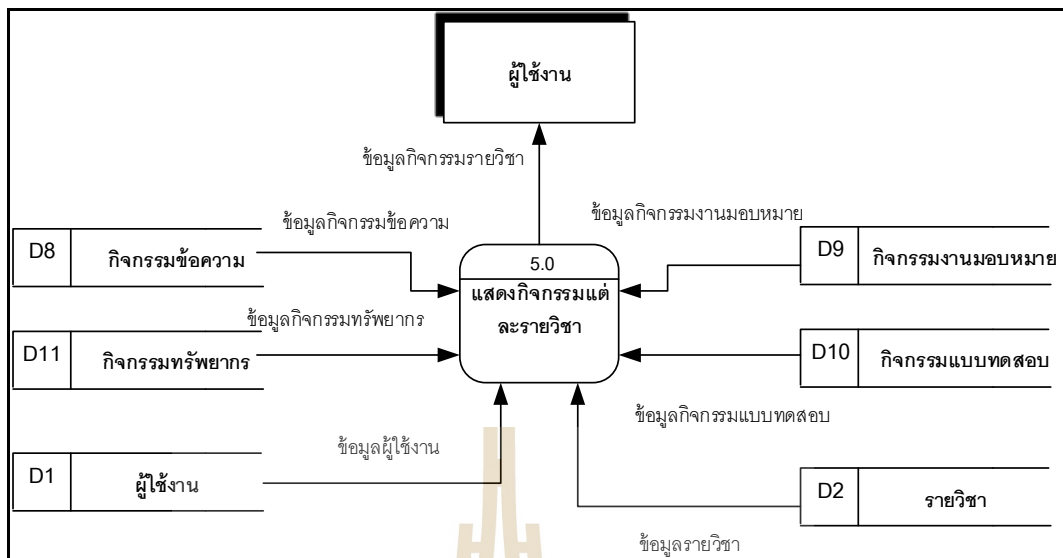 ผู้ใช้งาน
ข้อมูลกิจกรรมรายวิชา
ข้อมูลกิจกรรมข้อความ
ข้อมูลกิจกรรมงานมอบหมาย
D8
กิจกรรมข้อความ
5.0
แสดงกิจกรรมแต่
ละรายวิชา
D9
กิจกรรมงานมอบหมาย
ข้อมูลกิจกรรมทรัพยากร
D11
กิจกรรมทรัพยากร
D10
กิจกรรมแบบทดสอบ
ข้อมูลกิจกรรมแบบทดสอบ
ข้อมูลผู้ใช้งาน
D1
ผู้ใช้งาน
D2
รายวิชา
ข้อมูลรายวิชา